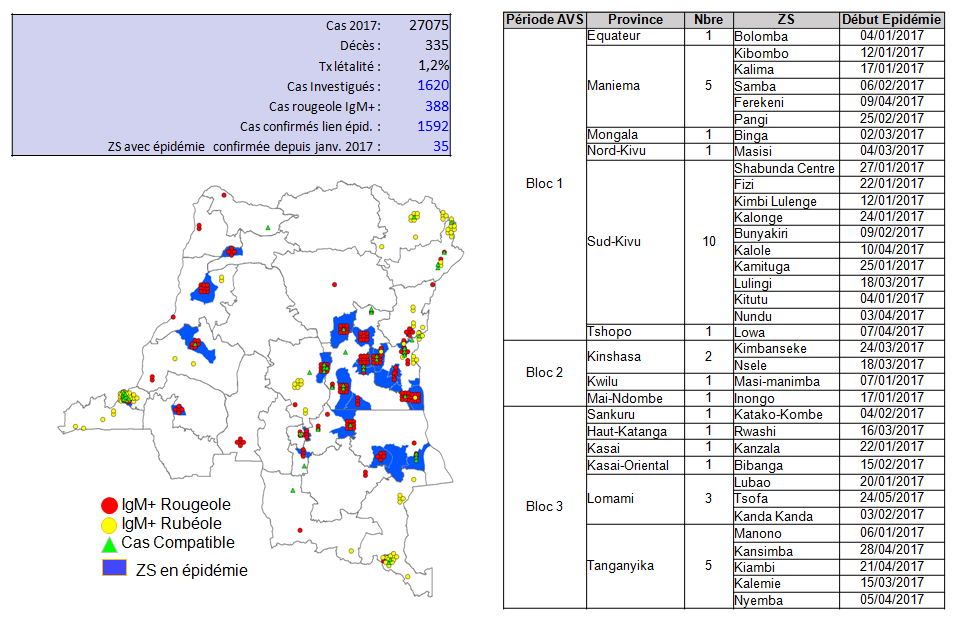 Cas 2017: 27075
Décès : 335
Tx létalité : 1,2%
Cas Investigués : 1620
Cas rougeole IgM+ : 388
Cas confirmés lien épid. : 1592
ZS avec épidémie confirmée depuis janv. 2017 : 35
IgM+ Rougeole
IgM+ Rubéole
Cas Compatible
ZS en épidémie
Période AVS Province Nbre ZS Début Epidémie
Bloc 1 Equateur 1 Bolomba 04/01/2017
Maniema 5 Kibombo 12/01/2017
Kalima 17/01/2017
Samba 06/02/2017
Ferekeni 09/04/2017
Pangi 25/02/2017
Mongala 1 Binga 02/03/2017
Nord-Kivu 1 Masisi 04/03/2017
Sud-Kivu 10 Shabunda Centre 27/01/2017
Fizi 22/01/2017
Kimbi Lulenge 12/01/2017
Kalonge 24/01/2017
Bunyakiri 09/02/2017
Kalole 10/04/2017
Kamituga 25/01/2017
Lulingi 18/03/2017
Kitutu 04/01/2017
Nundu 03/04/2017
Tshopo 1 Lowa 07/04/2017
Bloc 2 Kinshasa 2 Kimbanseke 24/03/2017
Nsele 18/03/2017
Kwilu 1 Masi-manimba 07/01/2017
Mai-Ndombe 1 Inongo 17/01/2017
Bloc 3 Sankuru 1 Katako-Kombe 04/02/2017
Haut-Katanga 1 Rwashi 16/03/2017
Kasai 1 Kanzala 22/01/2017
Kasai-Oriental 1 Bibanga 15/02/2017
Lomami 3 Lubao 20/01/2017
Tsofa 24/05/2017
Kanda Kanda 03/02/2017
Tanganyika 5 Manono 06/01/2017
Kansimba 28/04/2017
Kiambi 21/04/2017
Kalemie 15/03/2017
Nyemba 05/04/2017